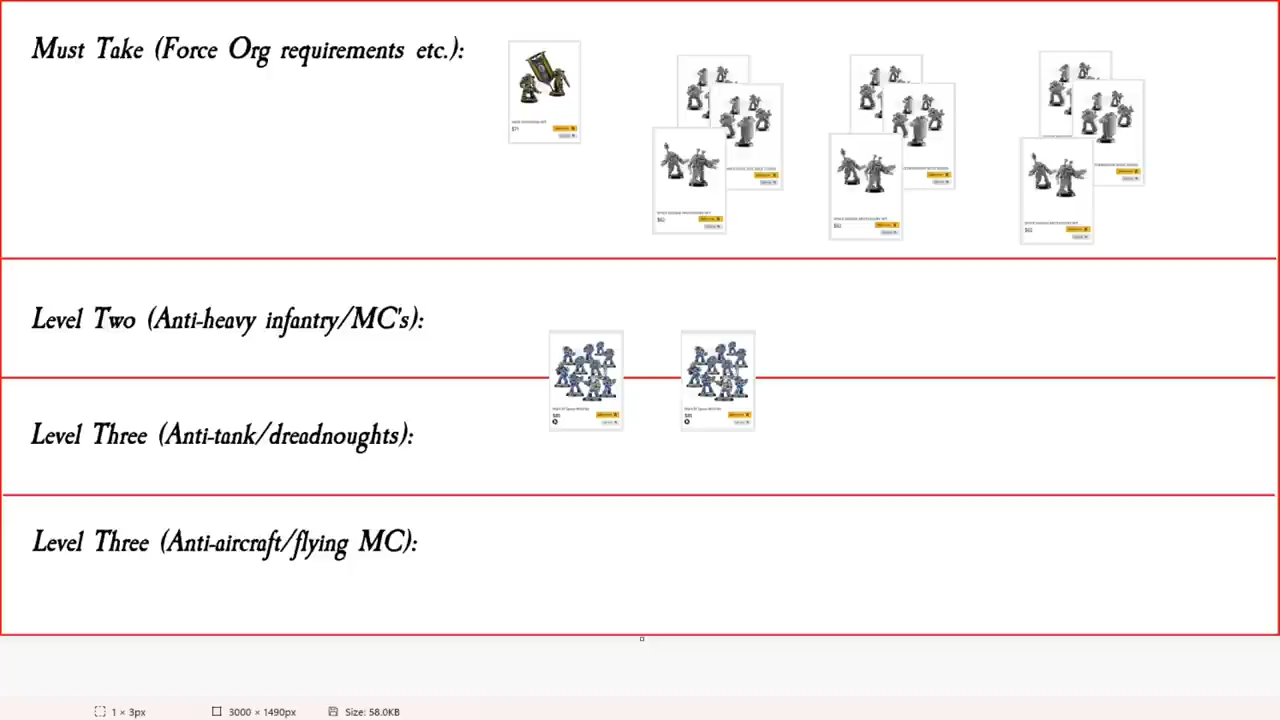 Must Take (Force Org requirements etc.):
Level Two (Anti-heavy infantry/MC's):
Level Three (Anti-tank/dreadnoughts):
Level Three (Anti-aircraft/flying MC):
1 × 3px
3000 × 1490px
Size: 58.0KB